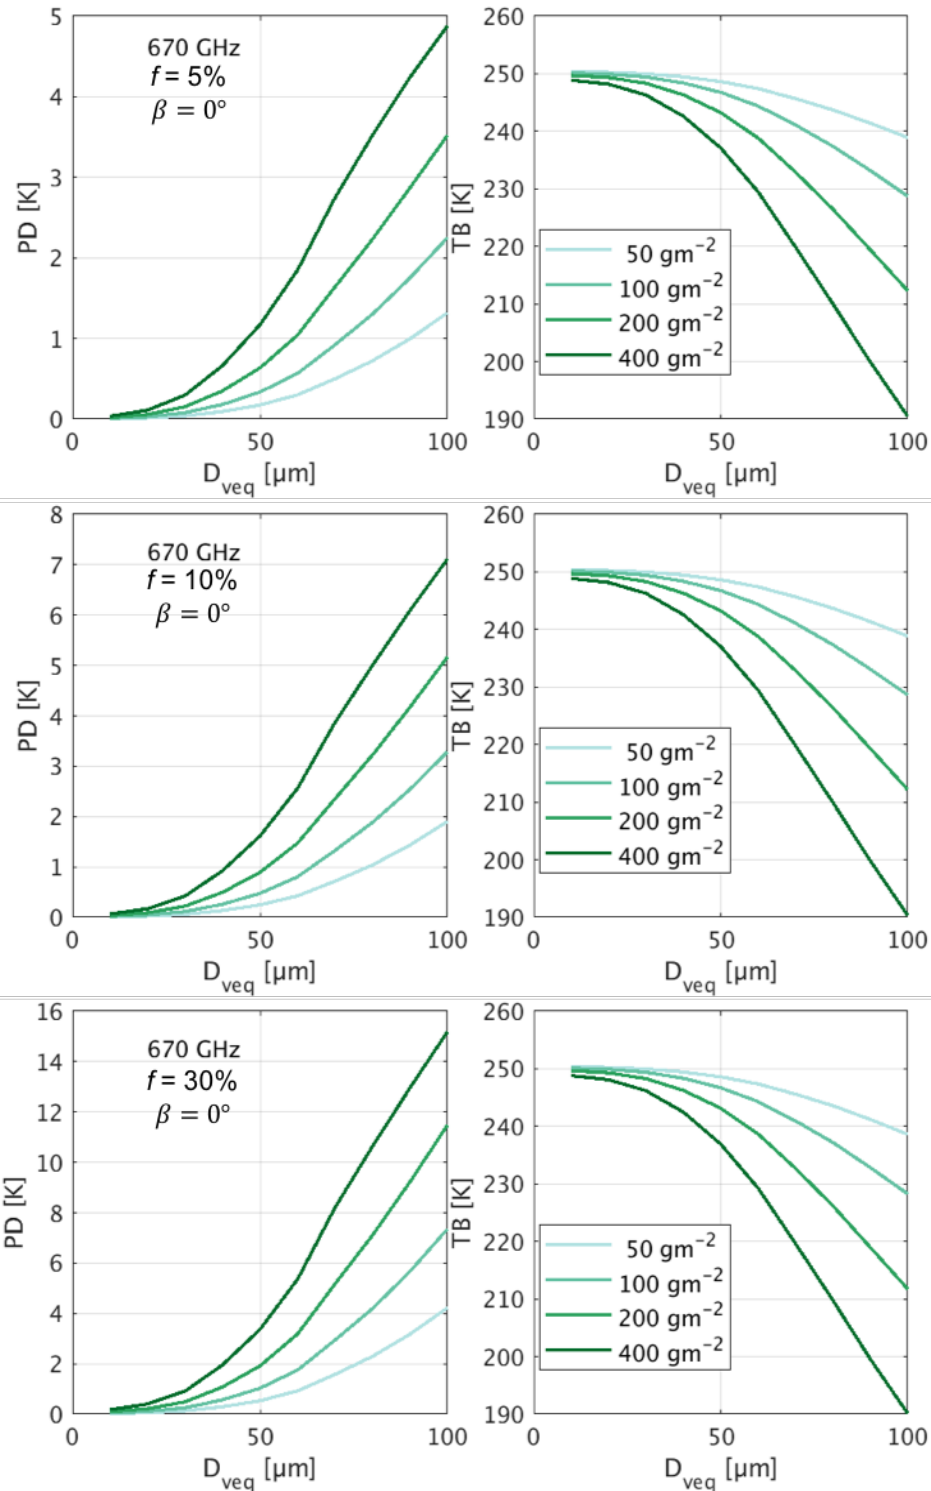 5
4
3
2
1
0
PD [K]
670 GHz
f = 5%
β = 0°
0
50
100
D_veq [μm]
260
250
240
230
220
210
200
190
TB [K]
50 gm⁻²
100 gm⁻²
200 gm⁻²
400 gm⁻²
0
50
100
D_veq [μm]
8
7
6
5
4
3
2
1
0
PD [K]
670 GHz
f = 10%
β = 0°
0
50
100
D_veq [μm]
260
250
240
230
220
210
200
190
TB [K]
50 gm⁻²
100 gm⁻²
200 gm⁻²
400 gm⁻²
0
50
100
D_veq [μm]
16
14
12
10
8
6
4
2
0
PD [K]
670 GHz
f = 30%
β = 0°
0
50
100
D_veq [μm]
260
250
240
230
220
210
200
190
TB [K]
50 gm⁻²
100 gm⁻²
200 gm⁻²
400 gm⁻²
0
50
100
D_veq [μm]